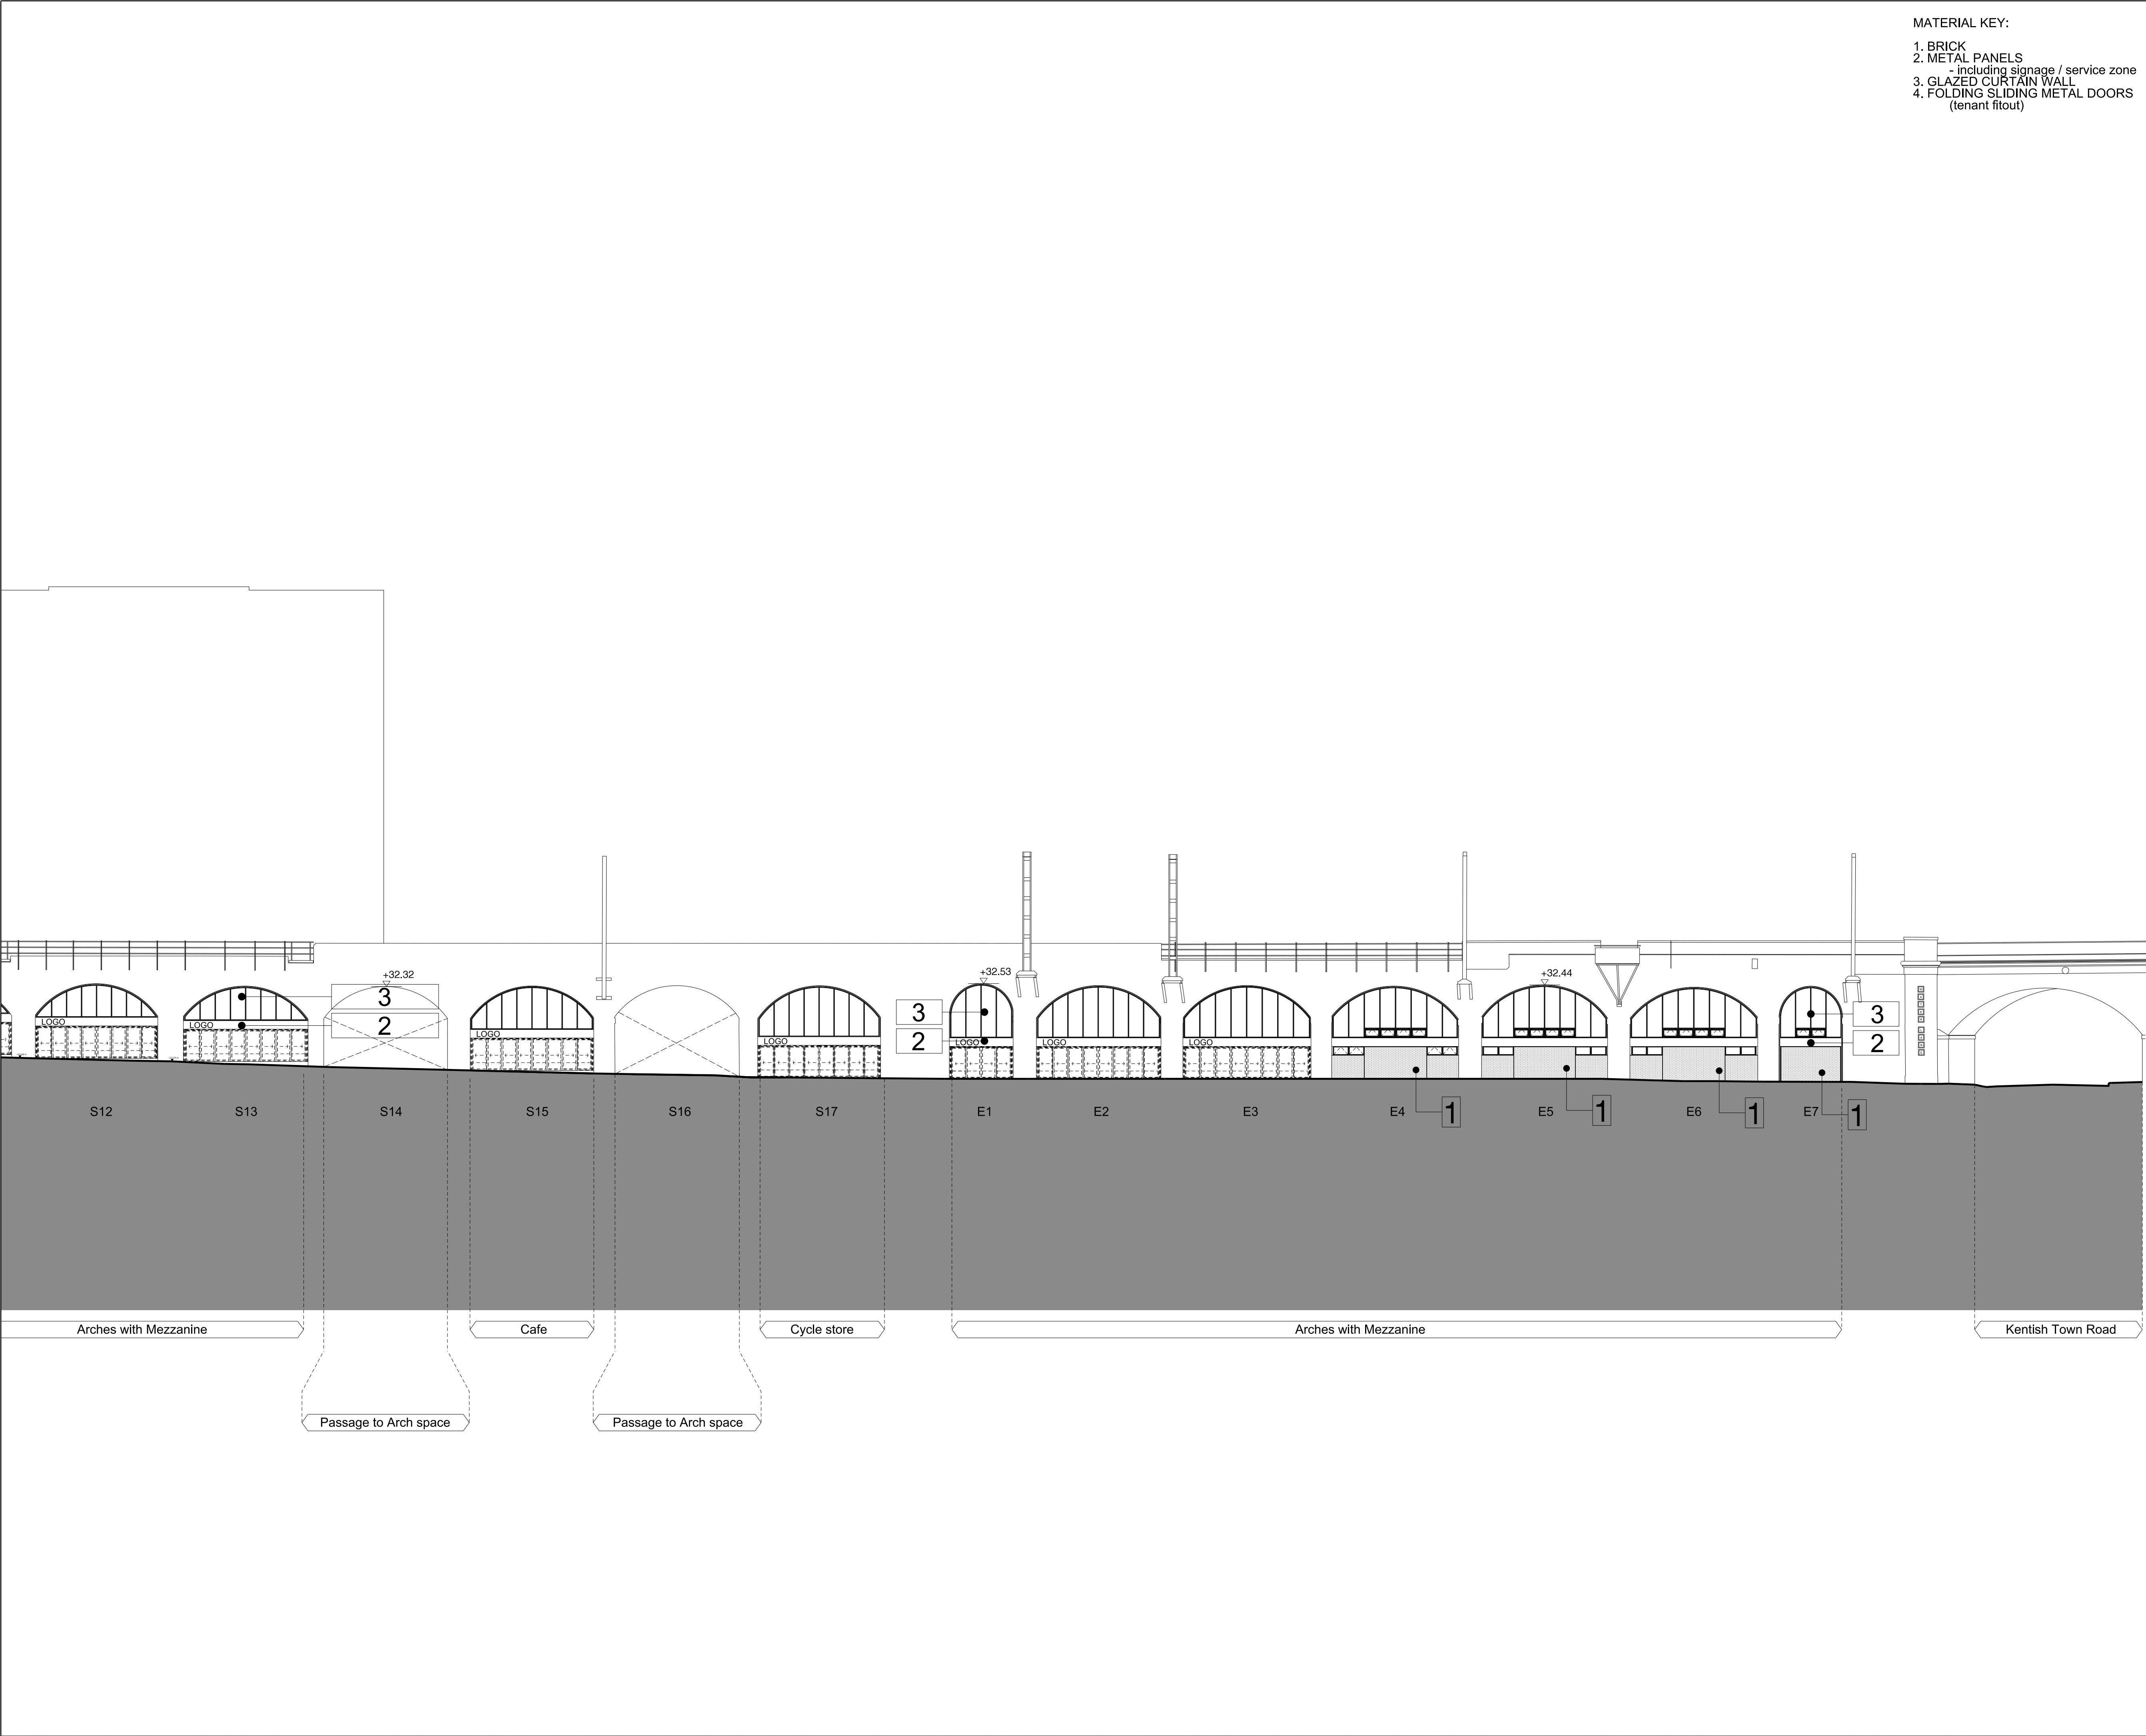 MATERIAL KEY:
1. BRICK
2. METAL PANELS
- including signage / service zone
3. GLAZED CURTAIN WALL
4. FOLDING SLIDING METAL DOORS
(tenant fitout)
+32.32
+32.53
+32.44
3
2
3
2
3
2
LOGO
LOGO
LOGO
LOGO
LOGO
LOGO
LOGO
S12
S13
S14
S15
S16
S17
E1
E2
E3
E4
1
E5
1
E6
1
E7
1
Arches with Mezzanine
Cafe
Cycle store
Arches with Mezzanine
Kentish Town Road
Passage to Arch space
Passage to Arch space